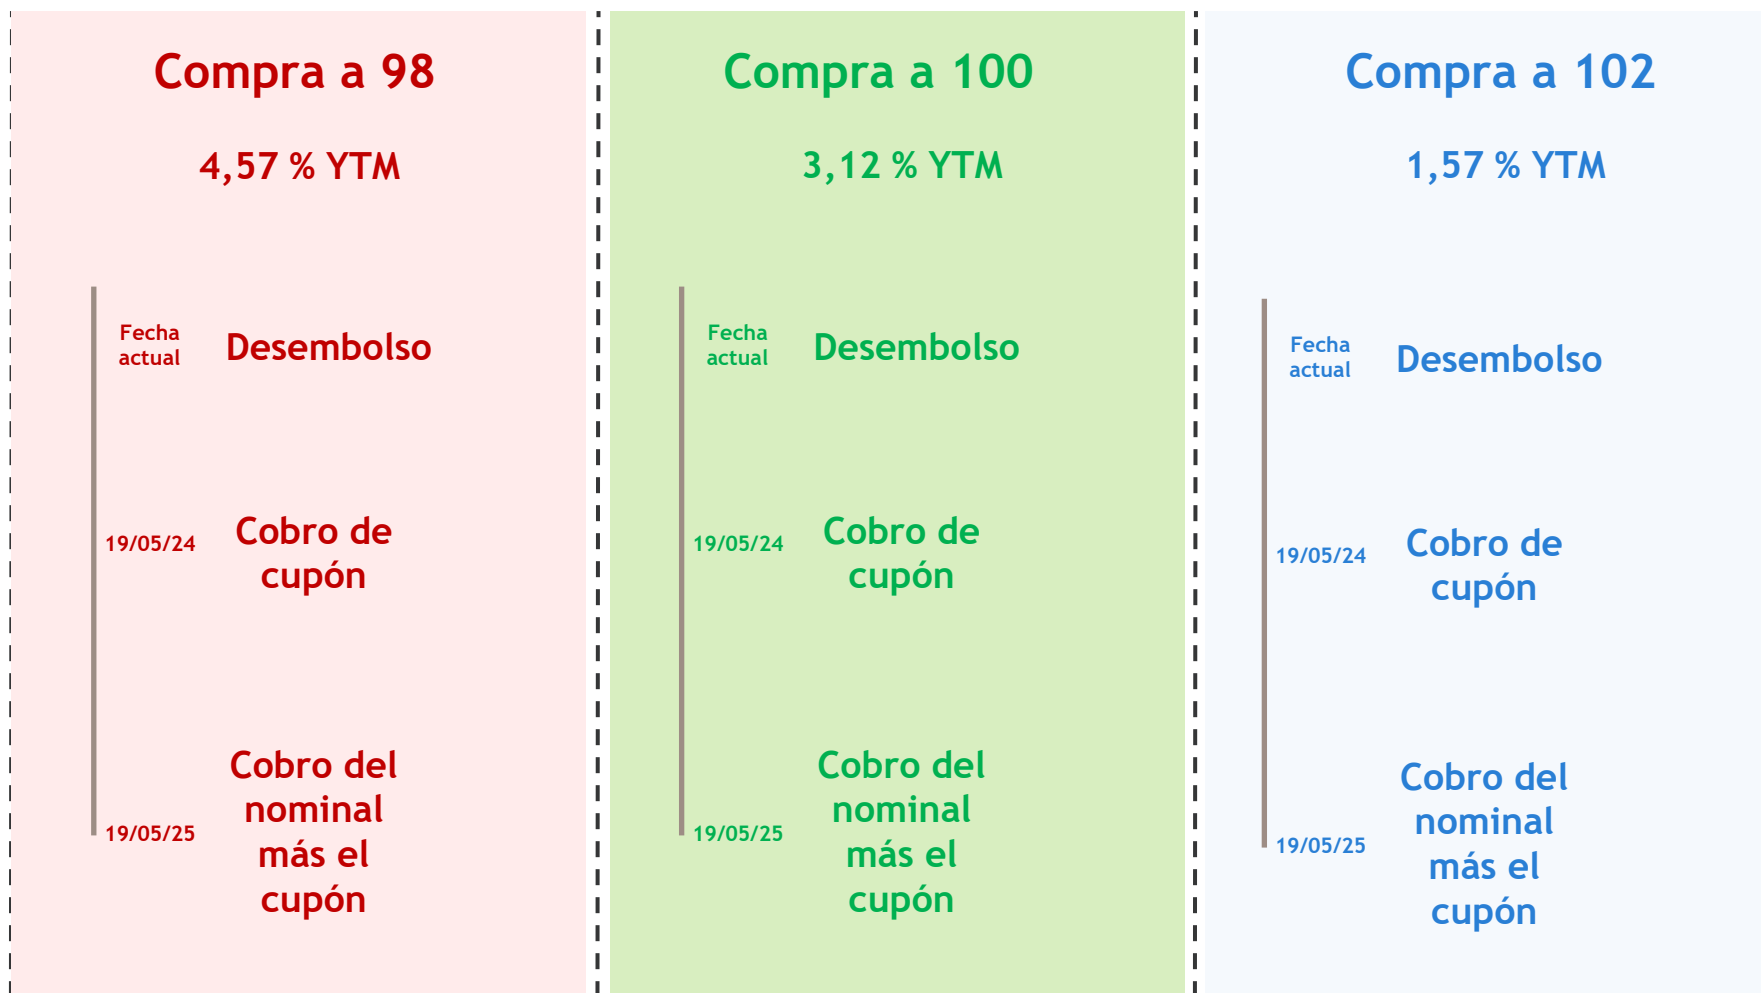 Compra a 98
4,57 % YTM
Fecha
actual
Desembolso
19/05/24
Cobro de
cupón
19/05/25
Cobro del
nominal
más el
cupón
Compra a 100
3,12 % YTM
Fecha
actual
Desembolso
19/05/24
Cobro de
cupón
19/05/25
Cobro del
nominal
más el
cupón
Compra a 102
1,57 % YTM
Fecha
actual
Desembolso
19/05/24
Cobro de
cupón
19/05/25
Cobro del
nominal
más el
cupón